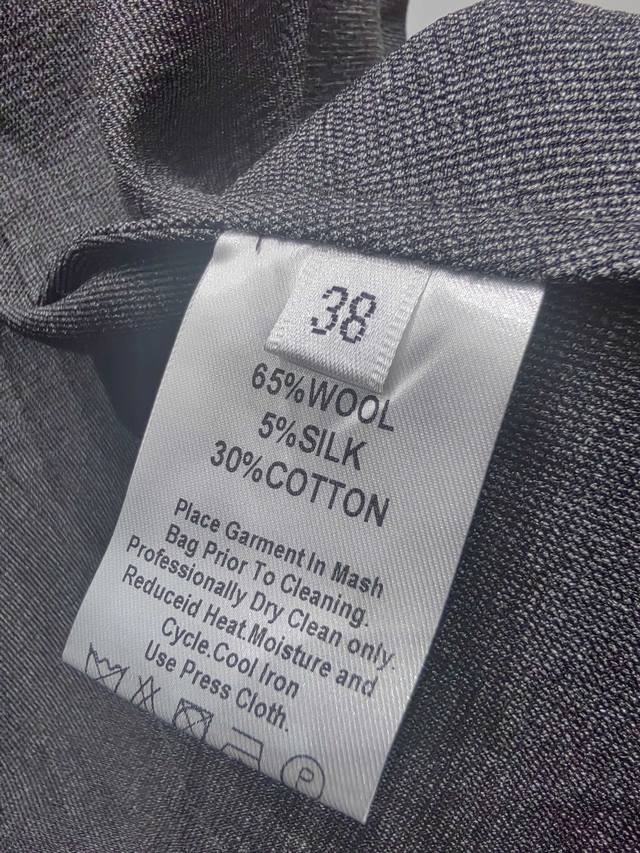 38
65%WOOL
5%SILK
30%COTTON
Place Garment In Mash
Bag Prior To Cleaning.
Professionally Dry Clean only.
Reduceid Heat.Moisture and
Cycle.Cool Iron
Use Press Cloth.
P